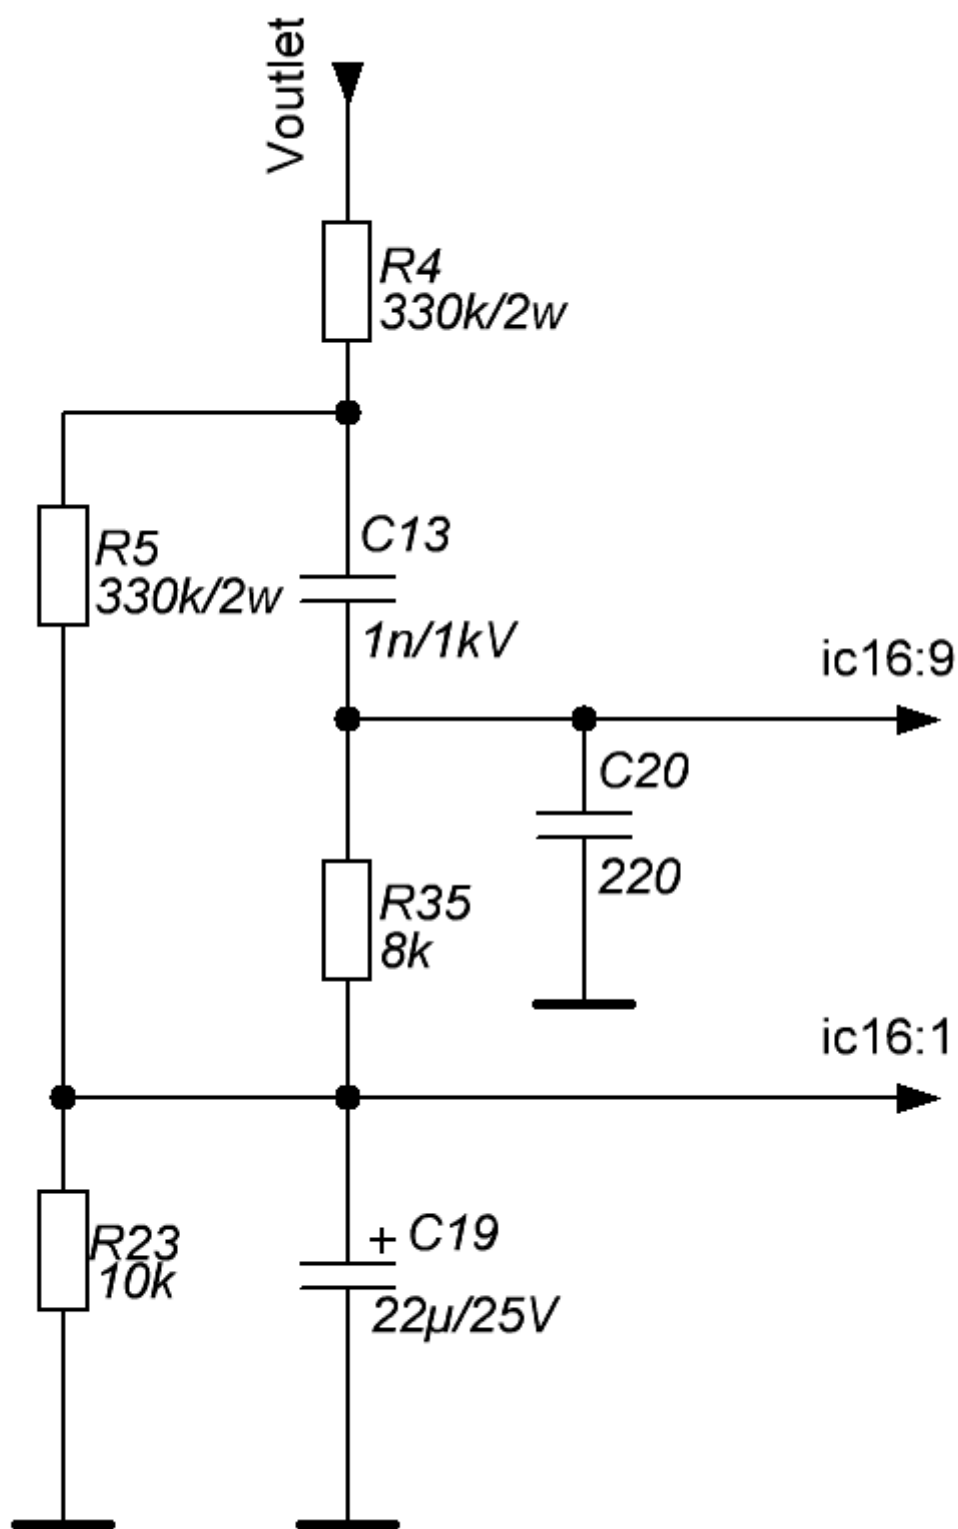 Voutlet
R4
330k/2w
R5
330k/2w
C13
1n/1kV
ic16:9
C20
220
R35
8k
ic16:1
R23
10k
+ C19
22µ/25V